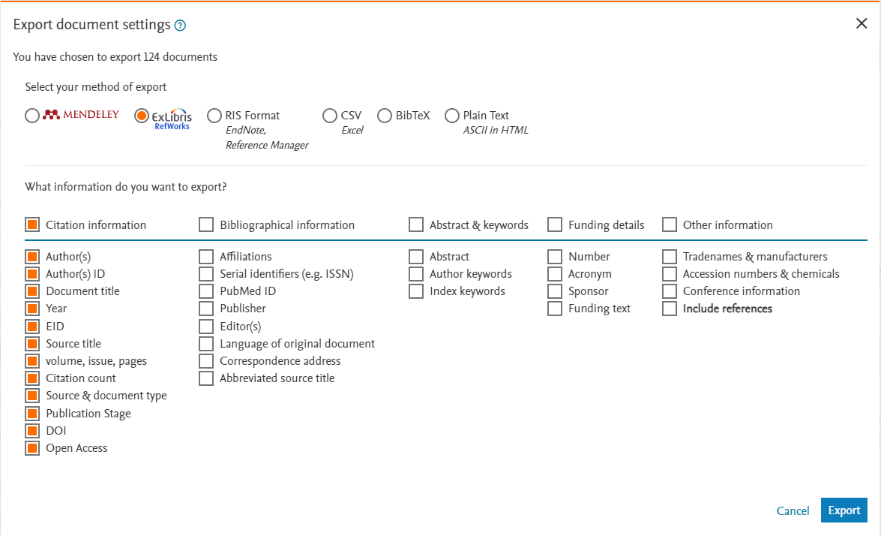 Export document settings ?
You have chosen to export 124 documents
Select your method of export
MENDELEY ExLibris RefWorks RIS Format EndNote, Reference Manager CSV Excel BibTeX Plain Text ASCII in HTML
What information do you want to export?
Citation information Bibliographical information Abstract & keywords Funding details Other information
Author(s) Affiliations Abstract Number Tradenames & manufacturers
Author(s) ID Serial identifiers (e.g. ISSN) Author keywords Acronym Accession numbers & chemicals
Document title PubMed ID Index keywords Sponsor Conference information
Year Publisher Funding text Include references
EID Editor(s)
Source title Language of original document
volume, issue, pages Correspondence address
Citation count Abbreviated source title
Source & document type
Publication Stage
DOI
Open Access
Cancel Export